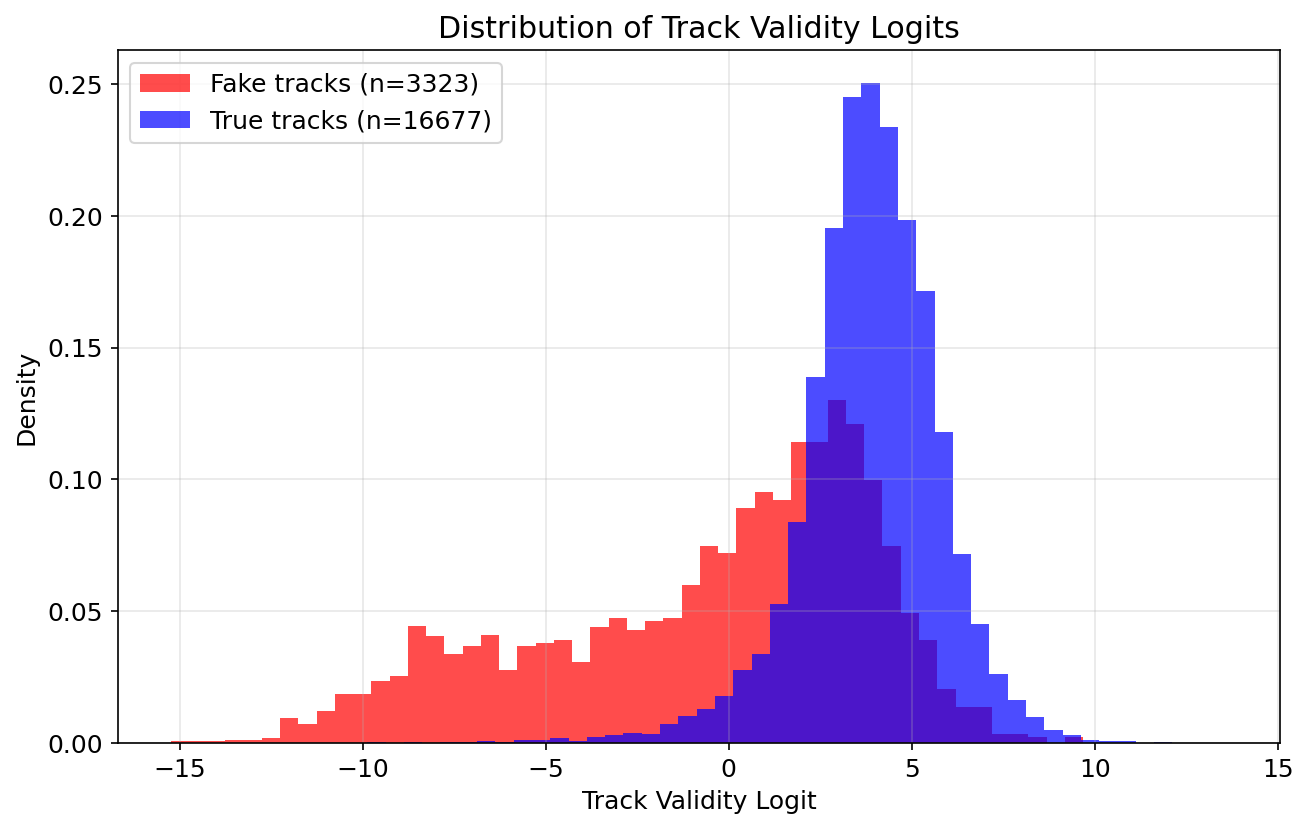 Distribution of Track Validity Logits
Fake tracks (n=3323)
True tracks (n=16677)
0.25
0.20
0.15
0.10
0.05
0.00
Density
−15
−10
−5
0
5
10
15
Track Validity Logit